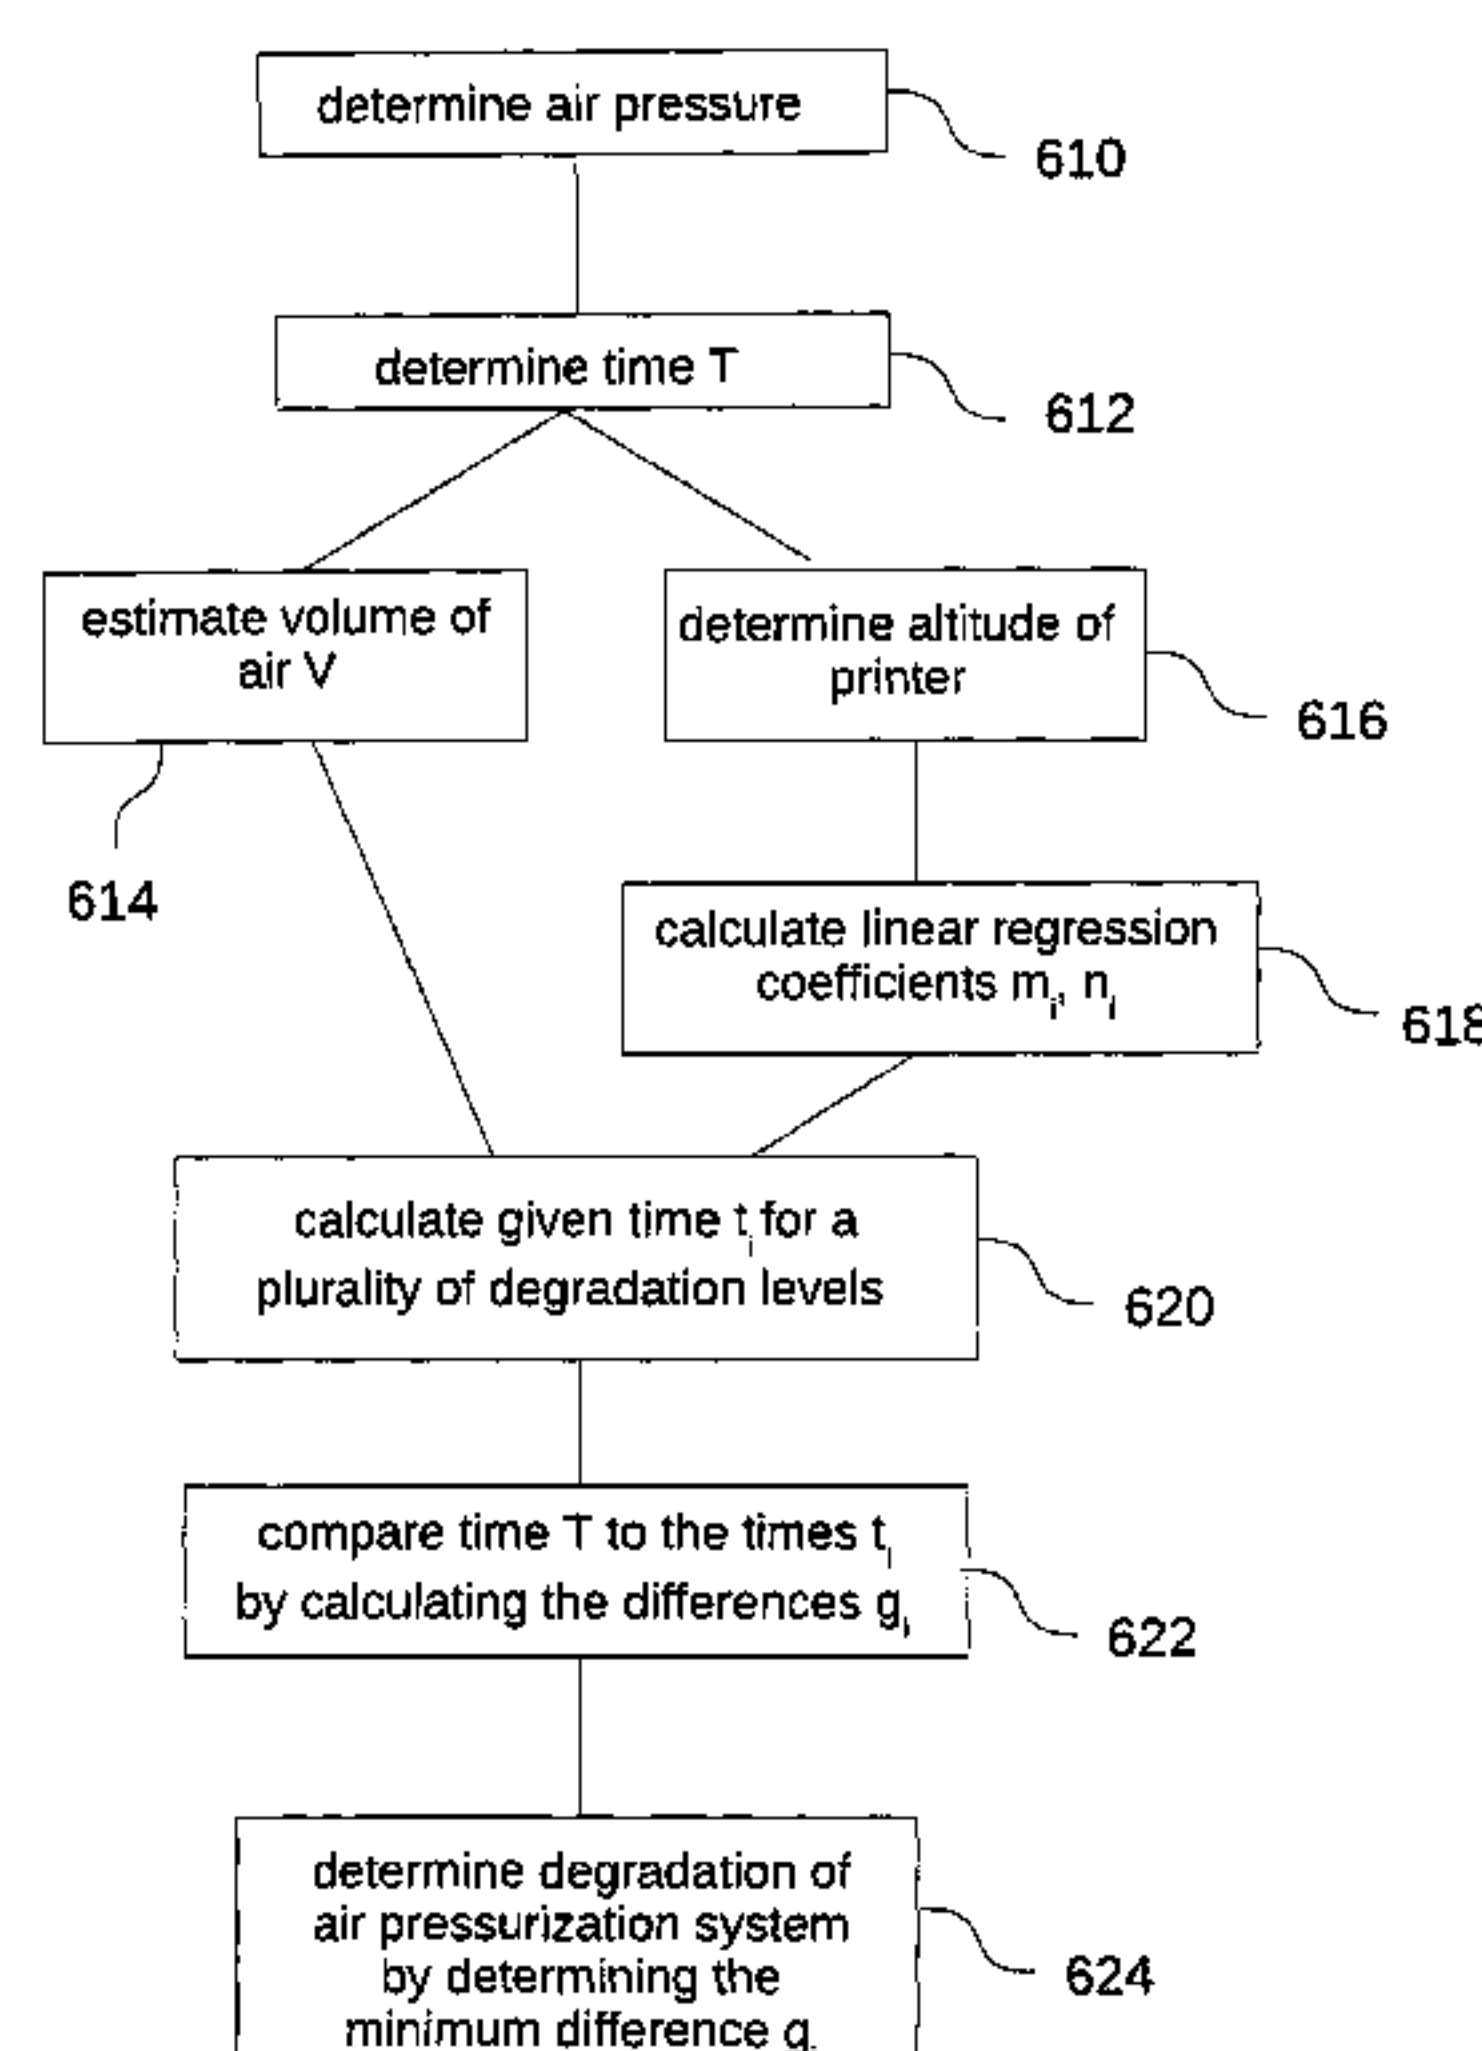 determine air pressure
610
determine time T
612
estimate volume of
air V
614
determine altitude of
printer
616
calculate linear regression
coefficients mᵢ, nᵢ
618
calculate given time tᵢ for a
plurality of degradation levels
620
compare time T to the times tᵢ
by calculating the differences gᵢ
622
determine degradation of
air pressurization system
by determining the
minimum difference gᵢ
624